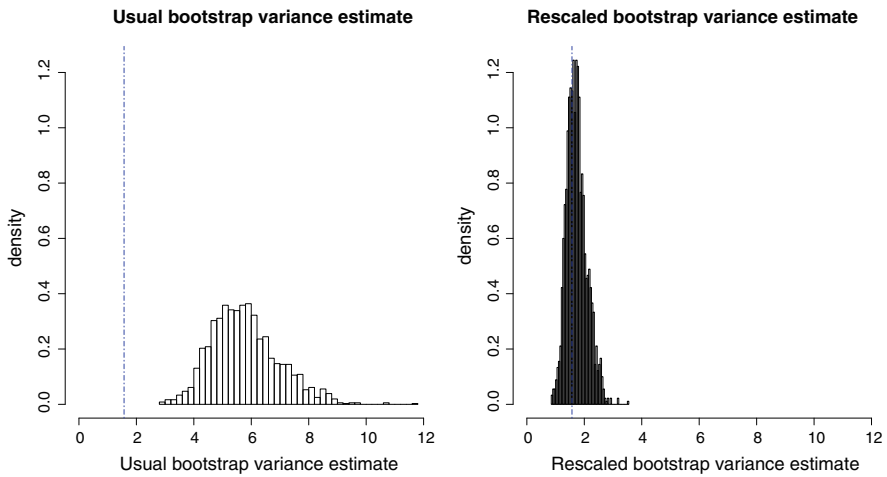 Usual bootstrap variance estimate
density
0.0 0.2 0.4 0.6 0.8 1.0 1.2
0 2 4 6 8 10 12
Usual bootstrap variance estimate
Rescaled bootstrap variance estimate
density
0.0 0.2 0.4 0.6 0.8 1.0 1.2
0 2 4 6 8 10 12
Rescaled bootstrap variance estimate